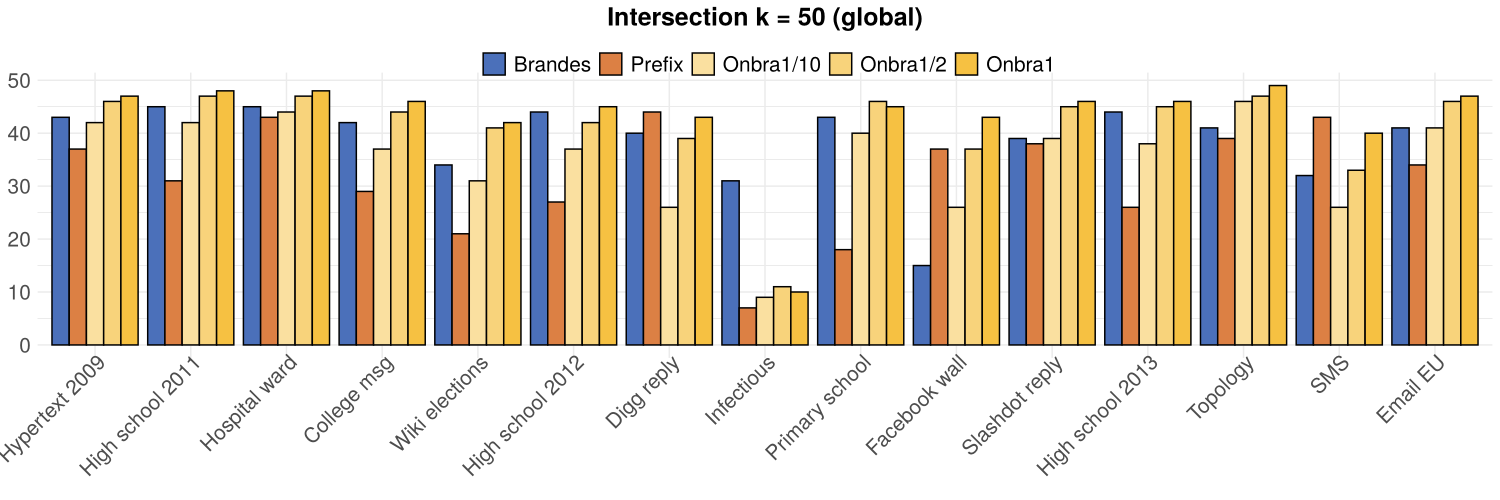 Intersection k = 50 (global)
Brandes Prefix Onbra1/10 Onbra1/2 Onbra1
50
40
30
20
10
0
Hypertext 2009
High school 2011
Hospital ward
College msg
Wiki elections
High school 2012
Digg reply
Infectious
Primary school
Facebook wall
Slashdot reply
High school 2013
Topology
SMS
Email EU